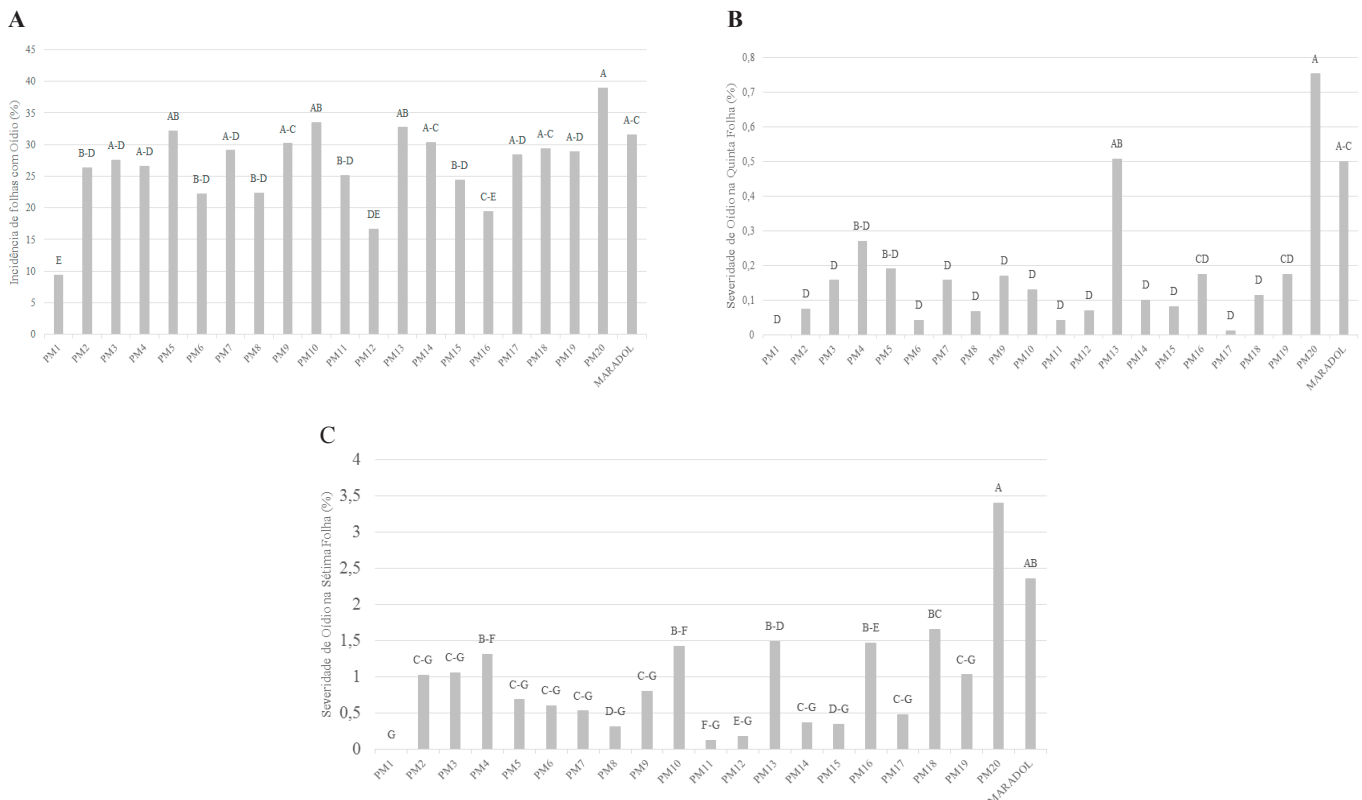 A
Incidência de folhas com Oídio (%)
45
40
35
30
25
20
15
10
5
0
E
B-D
A-D
A-D
AB
B-D
A-D
B-D
A-C
AB
B-D
DE
AB
A-C
B-D
C-E
A-D
A-C
A-D
A
A-C
PM1
PM2
PM3
PM4
PM5
PM6
PM7
PM8
PM9
PM10
PM11
PM12
PM13
PM14
PM15
PM16
PM17
PM18
PM19
PM20
MARADOL
B
Severidade de Oídio na Quinta Folha (%)
0,8
0,7
0,6
0,5
0,4
0,3
0,2
0,1
0
D
D
D
B-D
B-D
D
D
D
D
D
D
D
AB
D
D
CD
D
D
CD
A
A-C
PM1
PM2
PM3
PM4
PM5
PM6
PM7
PM8
PM9
PM10
PM11
PM12
PM13
PM14
PM15
PM16
PM17
PM18
PM19
PM20
MARADOL
C
Severidade de Oídio na Sétima Folha (%)
4
3,5
3
2,5
2
1,5
1
0,5
0
G
C-G
C-G
B-F
C-G
C-G
C-G
D-G
C-G
B-F
F-G
E-G
B-D
C-G
D-G
B-E
C-G
BC
C-G
A
AB
PM1
PM2
PM3
PM4
PM5
PM6
PM7
PM8
PM9
PM10
PM11
PM12
PM13
PM14
PM15
PM16
PM17
PM18
PM19
PM20
MARADOL